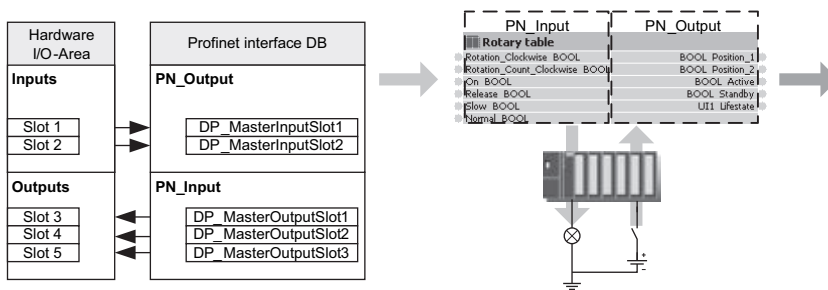 Hardware
I/O-Area
Profinet interface DB
Inputs
PN_Output
Slot 1
DP_MasterInputSlot1
Slot 2
DP_MasterInputSlot2
Outputs
PN_Input
Slot 3
DP_MasterOutputSlot1
Slot 4
DP_MasterOutputSlot2
Slot 5
DP_MasterOutputSlot3
PN_Input
PN_Output
Rotary table
Rotation_Clockwise BOOL
BOOL Position_1
Rotation_Count_Clockwise BOOL
BOOL Position_2
On BOOL
BOOL Active
Release BOOL
BOOL Standby
Slow BOOL
UI1 Lifestate
Normal BOOL
+
−